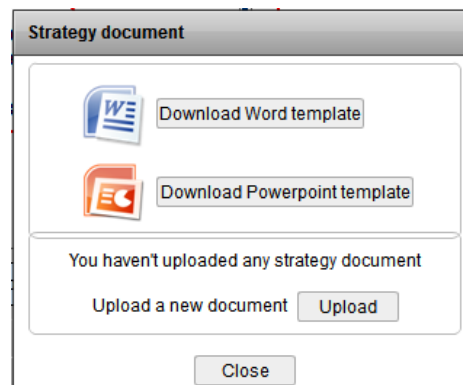 Strategy document
Download Word template
Download Powerpoint template
You haven't uploaded any strategy document
Upload a new document Upload
Close